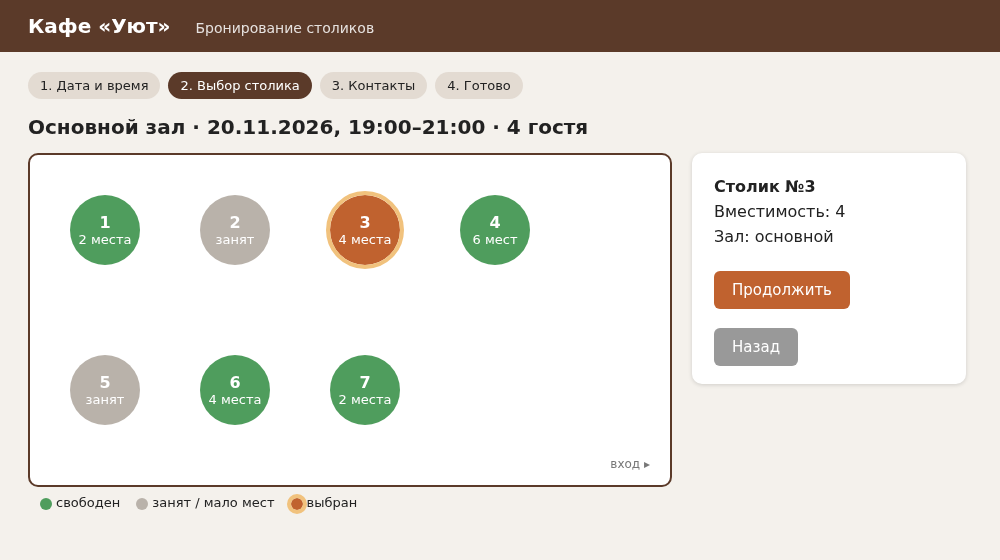 Кафе «Уют» Бронирование столиков
1. Дата и время 2. Выбор столика 3. Контакты 4. Готово
Основной зал · 20.11.2026, 19:00–21:00 · 4 гостя
1
2 места
2
занят
3
4 места
4
6 мест
5
занят
6
4 места
7
2 места
вход ▸
свободен занят / мало мест выбран
Столик №3
Вместимость: 4
Зал: основной
Продолжить
Назад